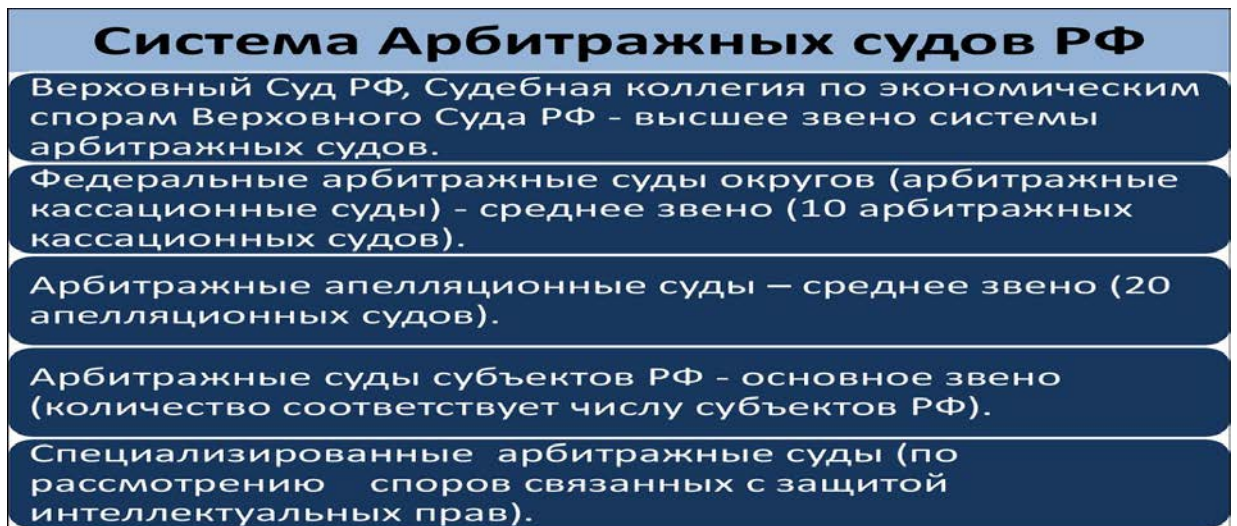 Система Арбитражных судов РФ
Верховный Суд РФ, Судебная коллегия по экономическим
спорам Верховного Суда РФ - высшее звено системы
арбитражных судов.
Федеральные арбитражные суды округов (арбитражные
кассационные суды) - среднее звено (10 арбитражных
кассационных судов).
Арбитражные апелляционные суды – среднее звено (20
апелляционных судов).
Арбитражные суды субъектов РФ - основное звено
(количество соответствует числу субъектов РФ).
Специализированные арбитражные суды (по
рассмотрению споров связанных с защитой
интеллектуальных прав).